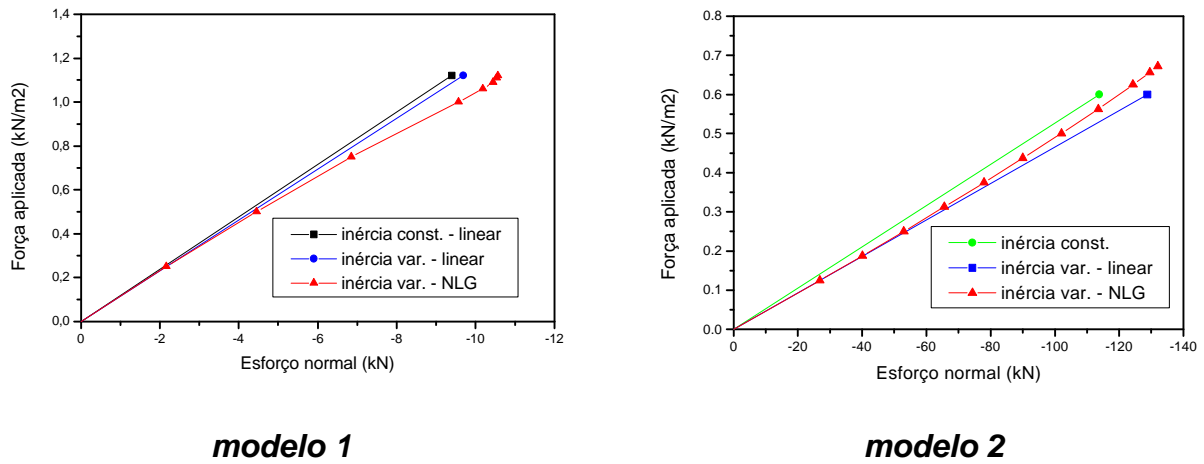 1,4
1,2
1,0
0,8
0,6
0,4
0,2
0,0
0
-2
-4
-6
-8
-10
-12
Força aplicada (kN/m2)
Esforço normal (kN)
inércia const. - linear
inércia var. - linear
inércia var. - NLG
modelo 1
0.8
0.7
0.6
0.5
0.4
0.3
0.2
0.1
0.0
0
-20
-40
-60
-80
-100
-120
-140
Força aplicada (kN/m2)
Esforço normal (kN)
inércia const.
inércia var. - linear
inércia var. - NLG
modelo 2